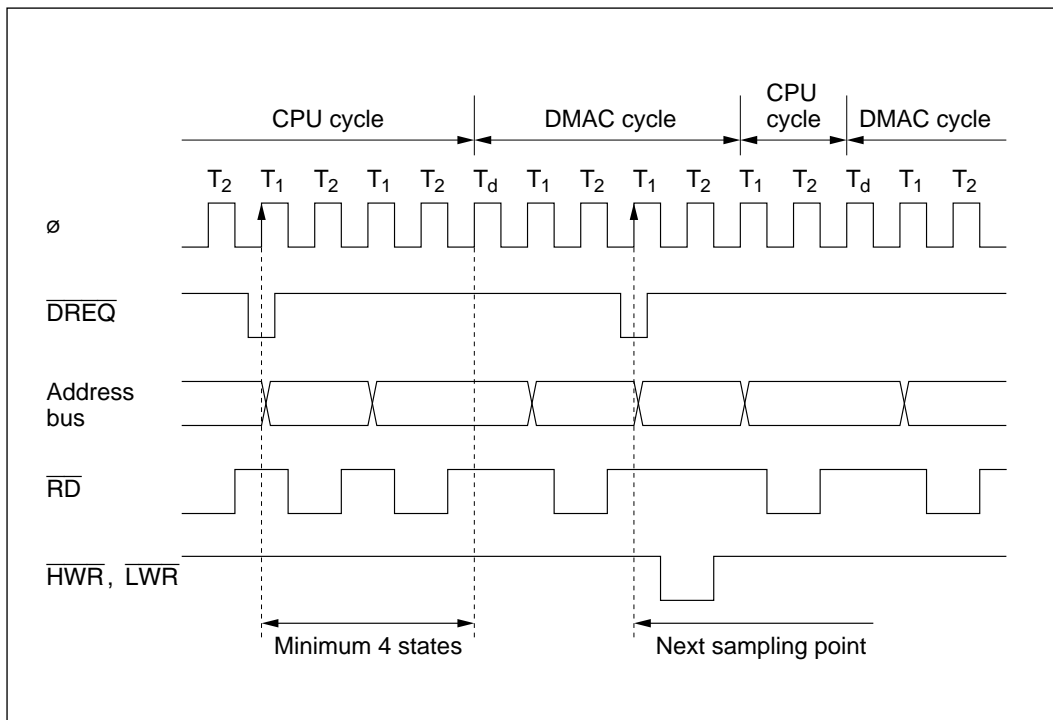 CPU cycle DMAC cycle CPU cycle DMAC cycle
T2 T1 T2 T1 T2 Td T1 T2 T1 T2 T1 T2 Td T1 T2
ø
DREQ
Address
bus
RD
HWR, LWR
Minimum 4 states Next sampling point